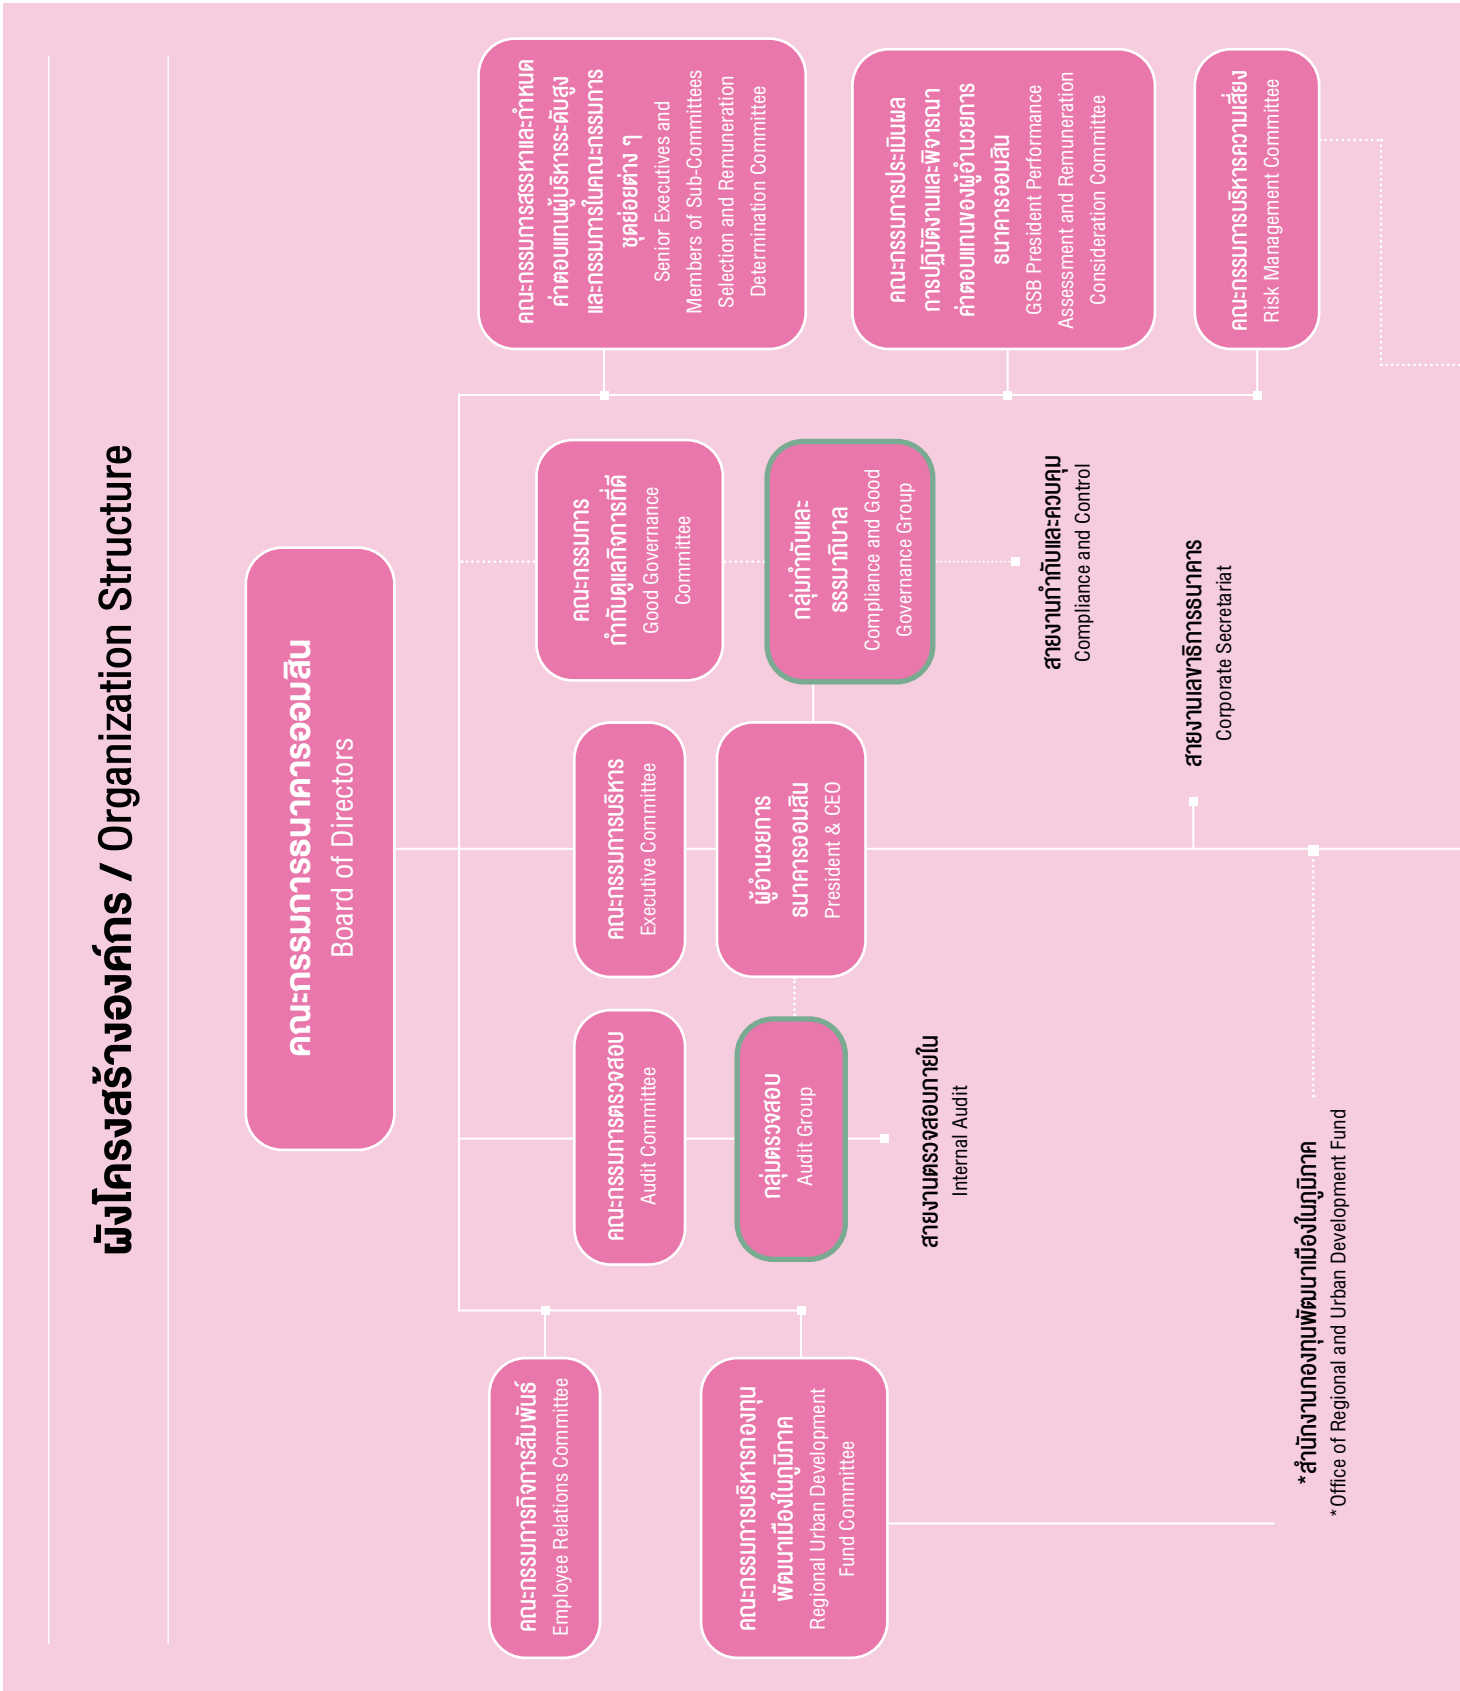 ผังโครงสร้างองค์กร / Organization Structure
คณะกรรมการธนาคารออมสิน
Board of Directors
คณะกรรมการกิจการสัมพันธ์
Employee Relations Committee
คณะกรรมการบริหารกองทุน
พัฒนาเมืองในภูมิภาค
Regional Urban Development
Fund Committee
คณะกรรมการตรวจสอบ
Audit Committee
กลุ่มตรวจสอบ
Audit Group
สายงานตรวจสอบภายใน
Internal Audit
คณะกรรมการบริหาร
Executive Committee
ผู้อำนวยการ
ธนาคารออมสิน
President & CEO
คณะกรรมการ
กำกับดูแลกิจการที่ดี
Good Governance
Committee
กลุ่มกำกับและ
ธรรมาภิบาล
Compliance and Good
Governance Group
สายงานกำกับและควบคุม
Compliance and Control
คณะกรรมการสรรหาและกำหนด
ค่าตอบแทนผู้บริหารระดับสูง
และกรรมการในคณะกรรมการ
ชุดย่อยต่าง ๆ
Senior Executives and
Members of Sub-Committees
Selection and Remuneration
Determination Committee
คณะกรรมการประเมินผล
การปฏิบัติงานและพิจารณา
ค่าตอบแทนของผู้อำนวยการ
ธนาคารออมสิน
GSB President Performance
Assessment and Remuneration
Consideration Committee
คณะกรรมการบริหารความเสี่ยง
Risk Management Committee
สายงานเลขาธิการธนาคาร
Corporate Secretariat
*สำนักงานกองทุนพัฒนาเมืองในภูมิภาค
*Office of Regional and Urban Development Fund